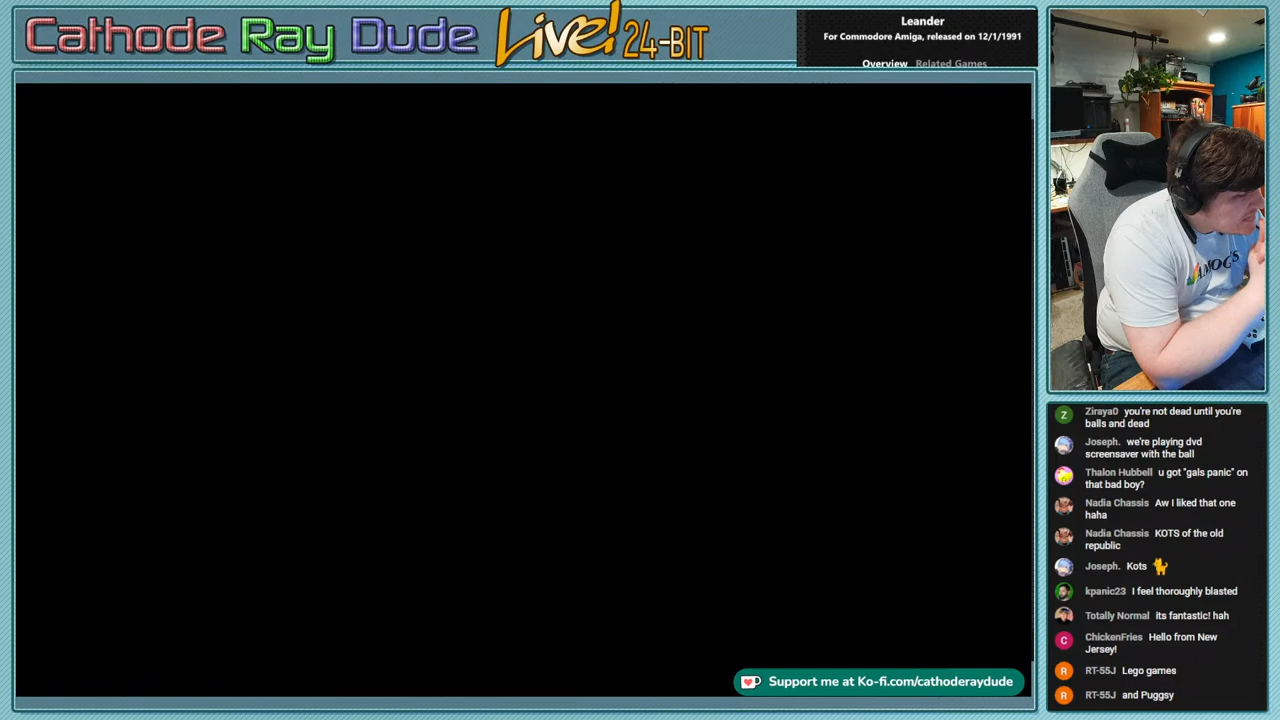 Cathode Ray Dude Live! 24-BIT
Leander
For Commodore Amiga, released on 12/1/1991
Overview Related Games
AMOGS
Z Ziraya0 you're not dead until you're
balls and dead
Joseph. we're playing dvd
screensaver with the ball
Thalon Hubbell u got "gals panic" on
that bad boy?
Nadia Chassis Aw I liked that one
haha
Nadia Chassis KOTS of the old
republic
Joseph. Kots
kpanic23 I feel thoroughly blasted
Totally Normal its fantastic! hah
C ChickenFries Hello from New
Jersey!
R RT-55J Lego games
R RT-55J and Puggsy
Support me at Ko-fi.com/cathoderaydude